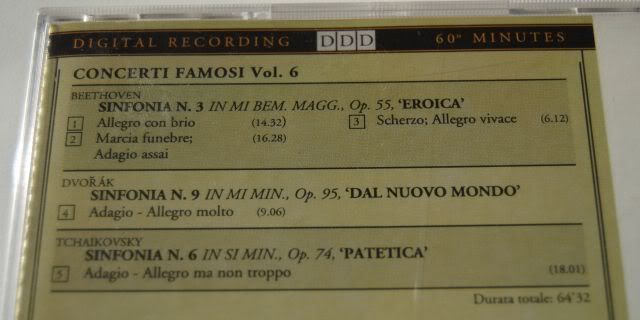 DIGITAL RECORDING DDD 60" MINUTES
CONCERTI FAMOSI Vol. 6
BEETHOVEN
SINFONIA N. 3 IN MI BEM. MAGG., Op. 55, 'EROICA'
1 Allegro con brio (14.32) 3 Scherzo; Allegro vivace (6.12)
2 Marcia funebre; (16.28)
Adagio assai
DVOŘÁK
SINFONIA N. 9 IN MI MIN., Op. 95, 'DAL NUOVO MONDO'
4 Adagio - Allegro molto (9.06)
TCHAIKOVSKY
SINFONIA N. 6 IN SI MIN., Op. 74, 'PATETICA'
5 Adagio - Allegro ma non troppo (18.01)
Durata totale: 64'32